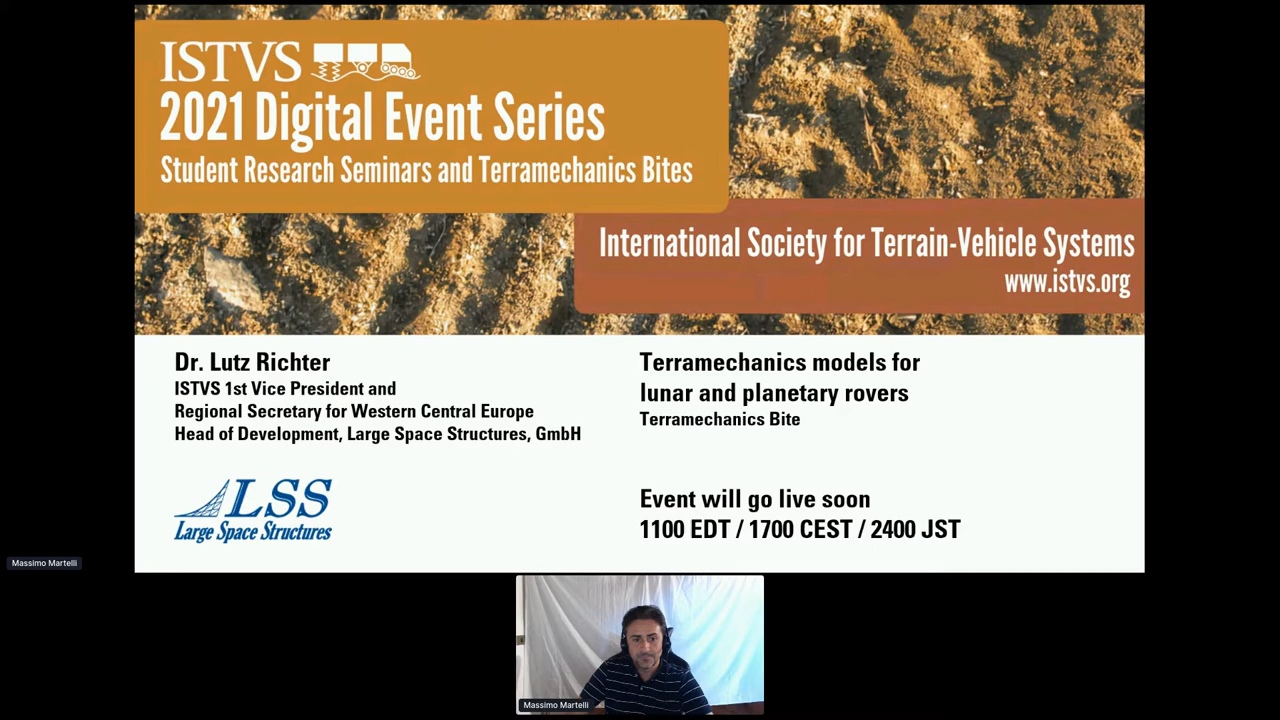 ISTVS
2021 Digital Event Series
Student Research Seminars and Terramechanics Bites
International Society for Terrain-Vehicle Systems
www.istvs.org
Dr. Lutz Richter
ISTVS 1st Vice President and
Regional Secretary for Western Central Europe
Head of Development, Large Space Structures, GmbH
LSS
Large Space Structures
Terramechanics models for
lunar and planetary rovers
Terramechanics Bite
Event will go live soon
1100 EDT / 1700 CEST / 2400 JST
Massimo Martelli
Massimo Martelli